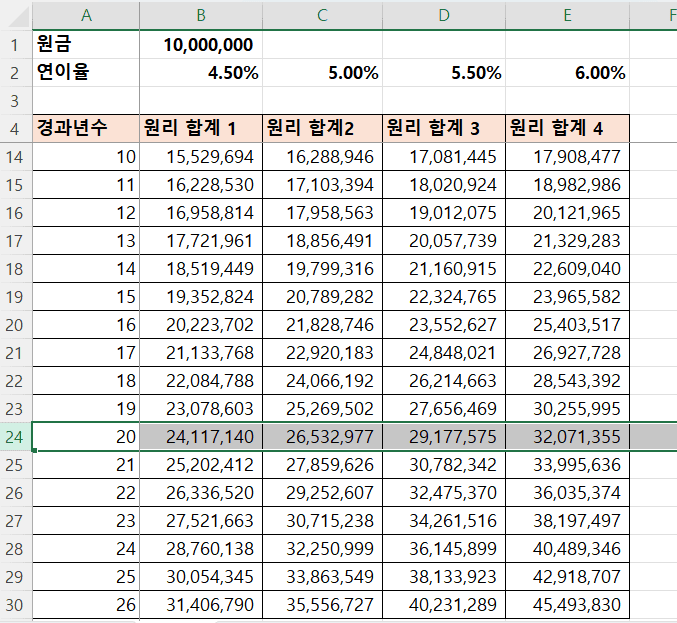 A B C D E F
1 원금 10,000,000
2 연이율 4.50% 5.00% 5.50% 6.00%
3
4 경과년수 원리 합계 1 원리 합계2 원리 합계 3 원리 합계 4
14 10 15,529,694 16,288,946 17,081,445 17,908,477
15 11 16,228,530 17,103,394 18,020,924 18,982,986
16 12 16,958,814 17,958,563 19,012,075 20,121,965
17 13 17,721,961 18,856,491 20,057,739 21,329,283
18 14 18,519,449 19,799,316 21,160,915 22,609,040
19 15 19,352,824 20,789,282 22,324,765 23,965,582
20 16 20,223,702 21,828,746 23,552,627 25,403,517
21 17 21,133,768 22,920,183 24,848,021 26,927,728
22 18 22,084,788 24,066,192 26,214,663 28,543,392
23 19 23,078,603 25,269,502 27,656,469 30,255,995
24 20 24,117,140 26,532,977 29,177,575 32,071,355
25 21 25,202,412 27,859,626 30,782,342 33,995,636
26 22 26,336,520 29,252,607 32,475,370 36,035,374
27 23 27,521,663 30,715,238 34,261,516 38,197,497
28 24 28,760,138 32,250,999 36,145,899 40,489,346
29 25 30,054,345 33,863,549 38,133,923 42,918,707
30 26 31,406,790 35,556,727 40,231,289 45,493,830